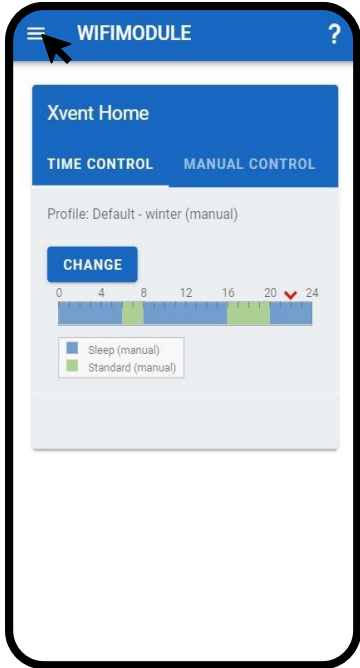 WIFIMODULE ?
Xvent Home
TIME CONTROL MANUAL CONTROL
Profile: Default - winter (manual)
CHANGE
0 4 8 12 16 20 24
Sleep (manual)
Standard (manual)